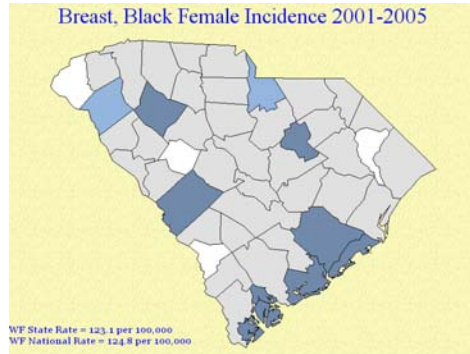 Breast, Black Female Incidence 2001-2005
WF State Rate = 123.1 per 100,000
WF National Rate = 124.8 per 100,000